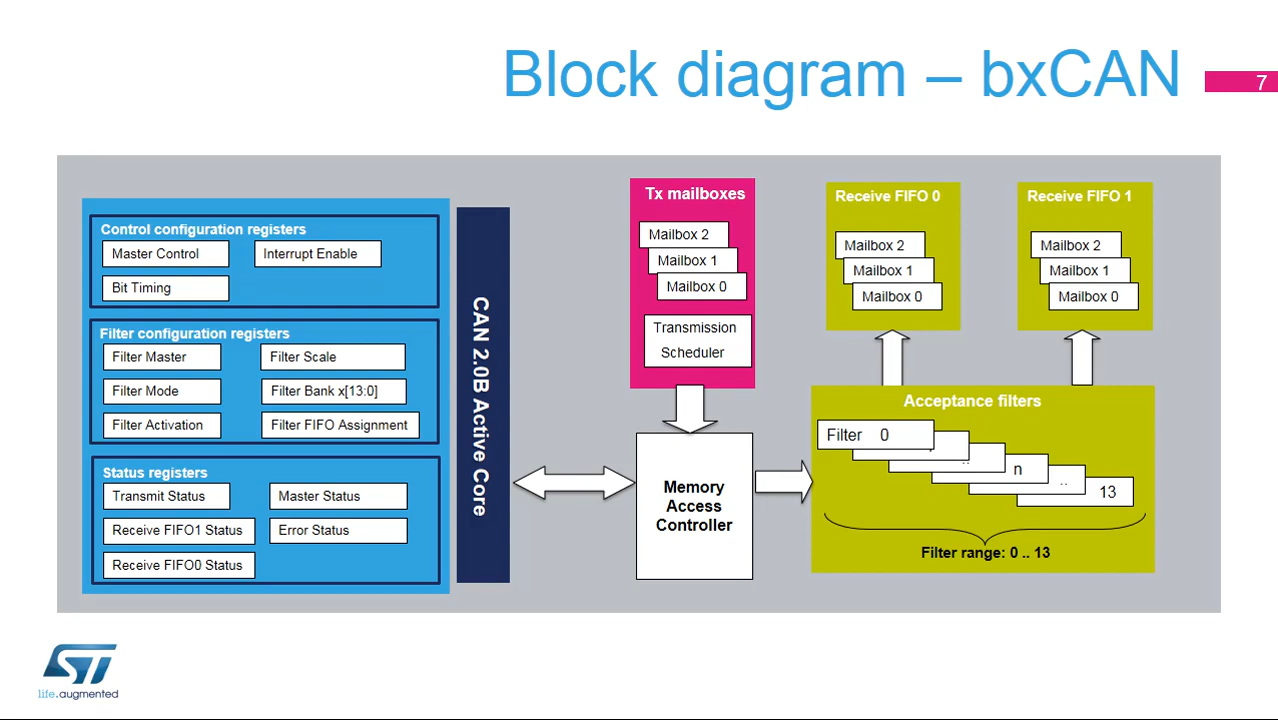 Block diagram – bxCAN
7
Control configuration registers
Master Control
Interrupt Enable
Bit Timing
Filter configuration registers
Filter Master
Filter Scale
Filter Mode
Filter Bank x[13:0]
Filter Activation
Filter FIFO Assignment
Status registers
Transmit Status
Master Status
Receive FIFO1 Status
Error Status
Receive FIFO0 Status
CAN 2.0B Active Core
Tx mailboxes
Mailbox 2
Mailbox 1
Mailbox 0
Transmission
Scheduler
Memory
Access
Controller
Receive FIFO 0
Mailbox 2
Mailbox 1
Mailbox 0
Receive FIFO 1
Mailbox 2
Mailbox 1
Mailbox 0
Acceptance filters
Filter 0
..
n
..
13
Filter range: 0 .. 13
ST
life.augmented